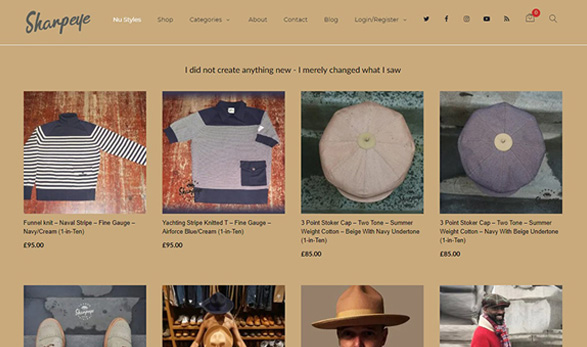 Sharpeye
Nu Styles
Shop
Categories
About
Contact
Blog
Login/Register
0
I did not create anything new - I merely changed what I saw
Funnel knit – Naval Stripe – Fine Gauge –
Navy/Cream (1-in-Ten)
£95.00
Yachting Stripe Knitted T – Fine Gauge –
Airforce Blue/Cream (1-in-Ten)
£95.00
3 Point Stoker Cap – Two Tone – Summer
Weight Cotton – Beige With Navy Undertone
(1-in-Ten)
£85.00
3 Point Stoker Cap – Two Tone – Summer
Weight Cotton – Navy With Beige Undertone
(1-in-Ten)
£85.00
Sharpeye